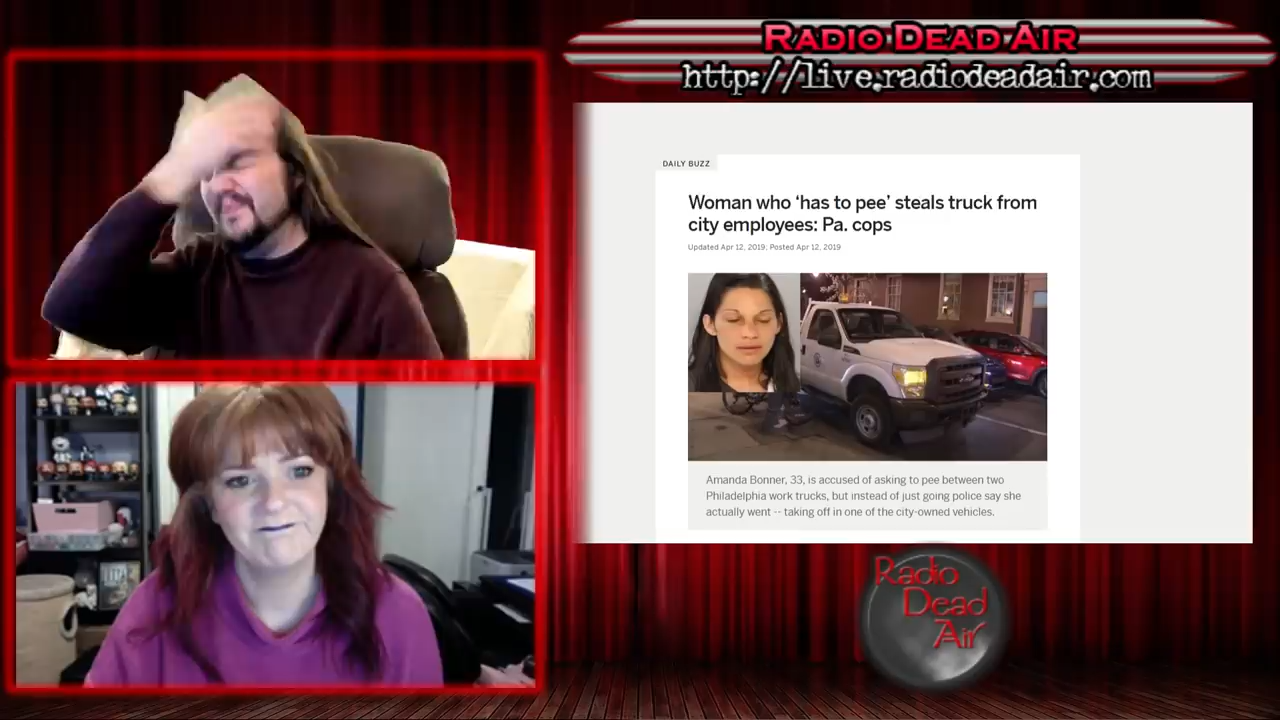 Radio Dead Air
http://live.radiodeadair.com
DAILY BUZZ
Woman who ‘has to pee’ steals truck from
city employees: Pa. cops
Updated Apr 12, 2019; Posted Apr 12, 2019
Amanda Bonner, 33, is accused of asking to pee between two
Philadelphia work trucks, but instead of just going police say she
actually went -- taking off in one of the city-owned vehicles.
Radio
Dead
Air